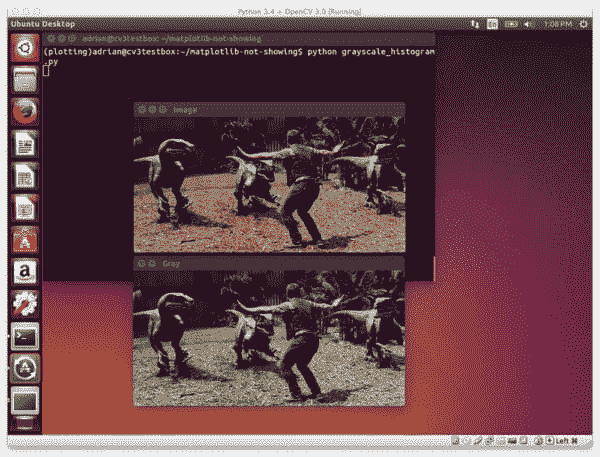 Python 3.4 + OpenCV 3.0 [Running]
Ubuntu Desktop
En
1:08 PM
adrian@cv3testbox: ~/matplotlib-not-showing
(plotting)adrian@cv3testbox:~/matplotlib-not-showing$ python grayscale_histogram
.py
Image
Gray
Left ⌘